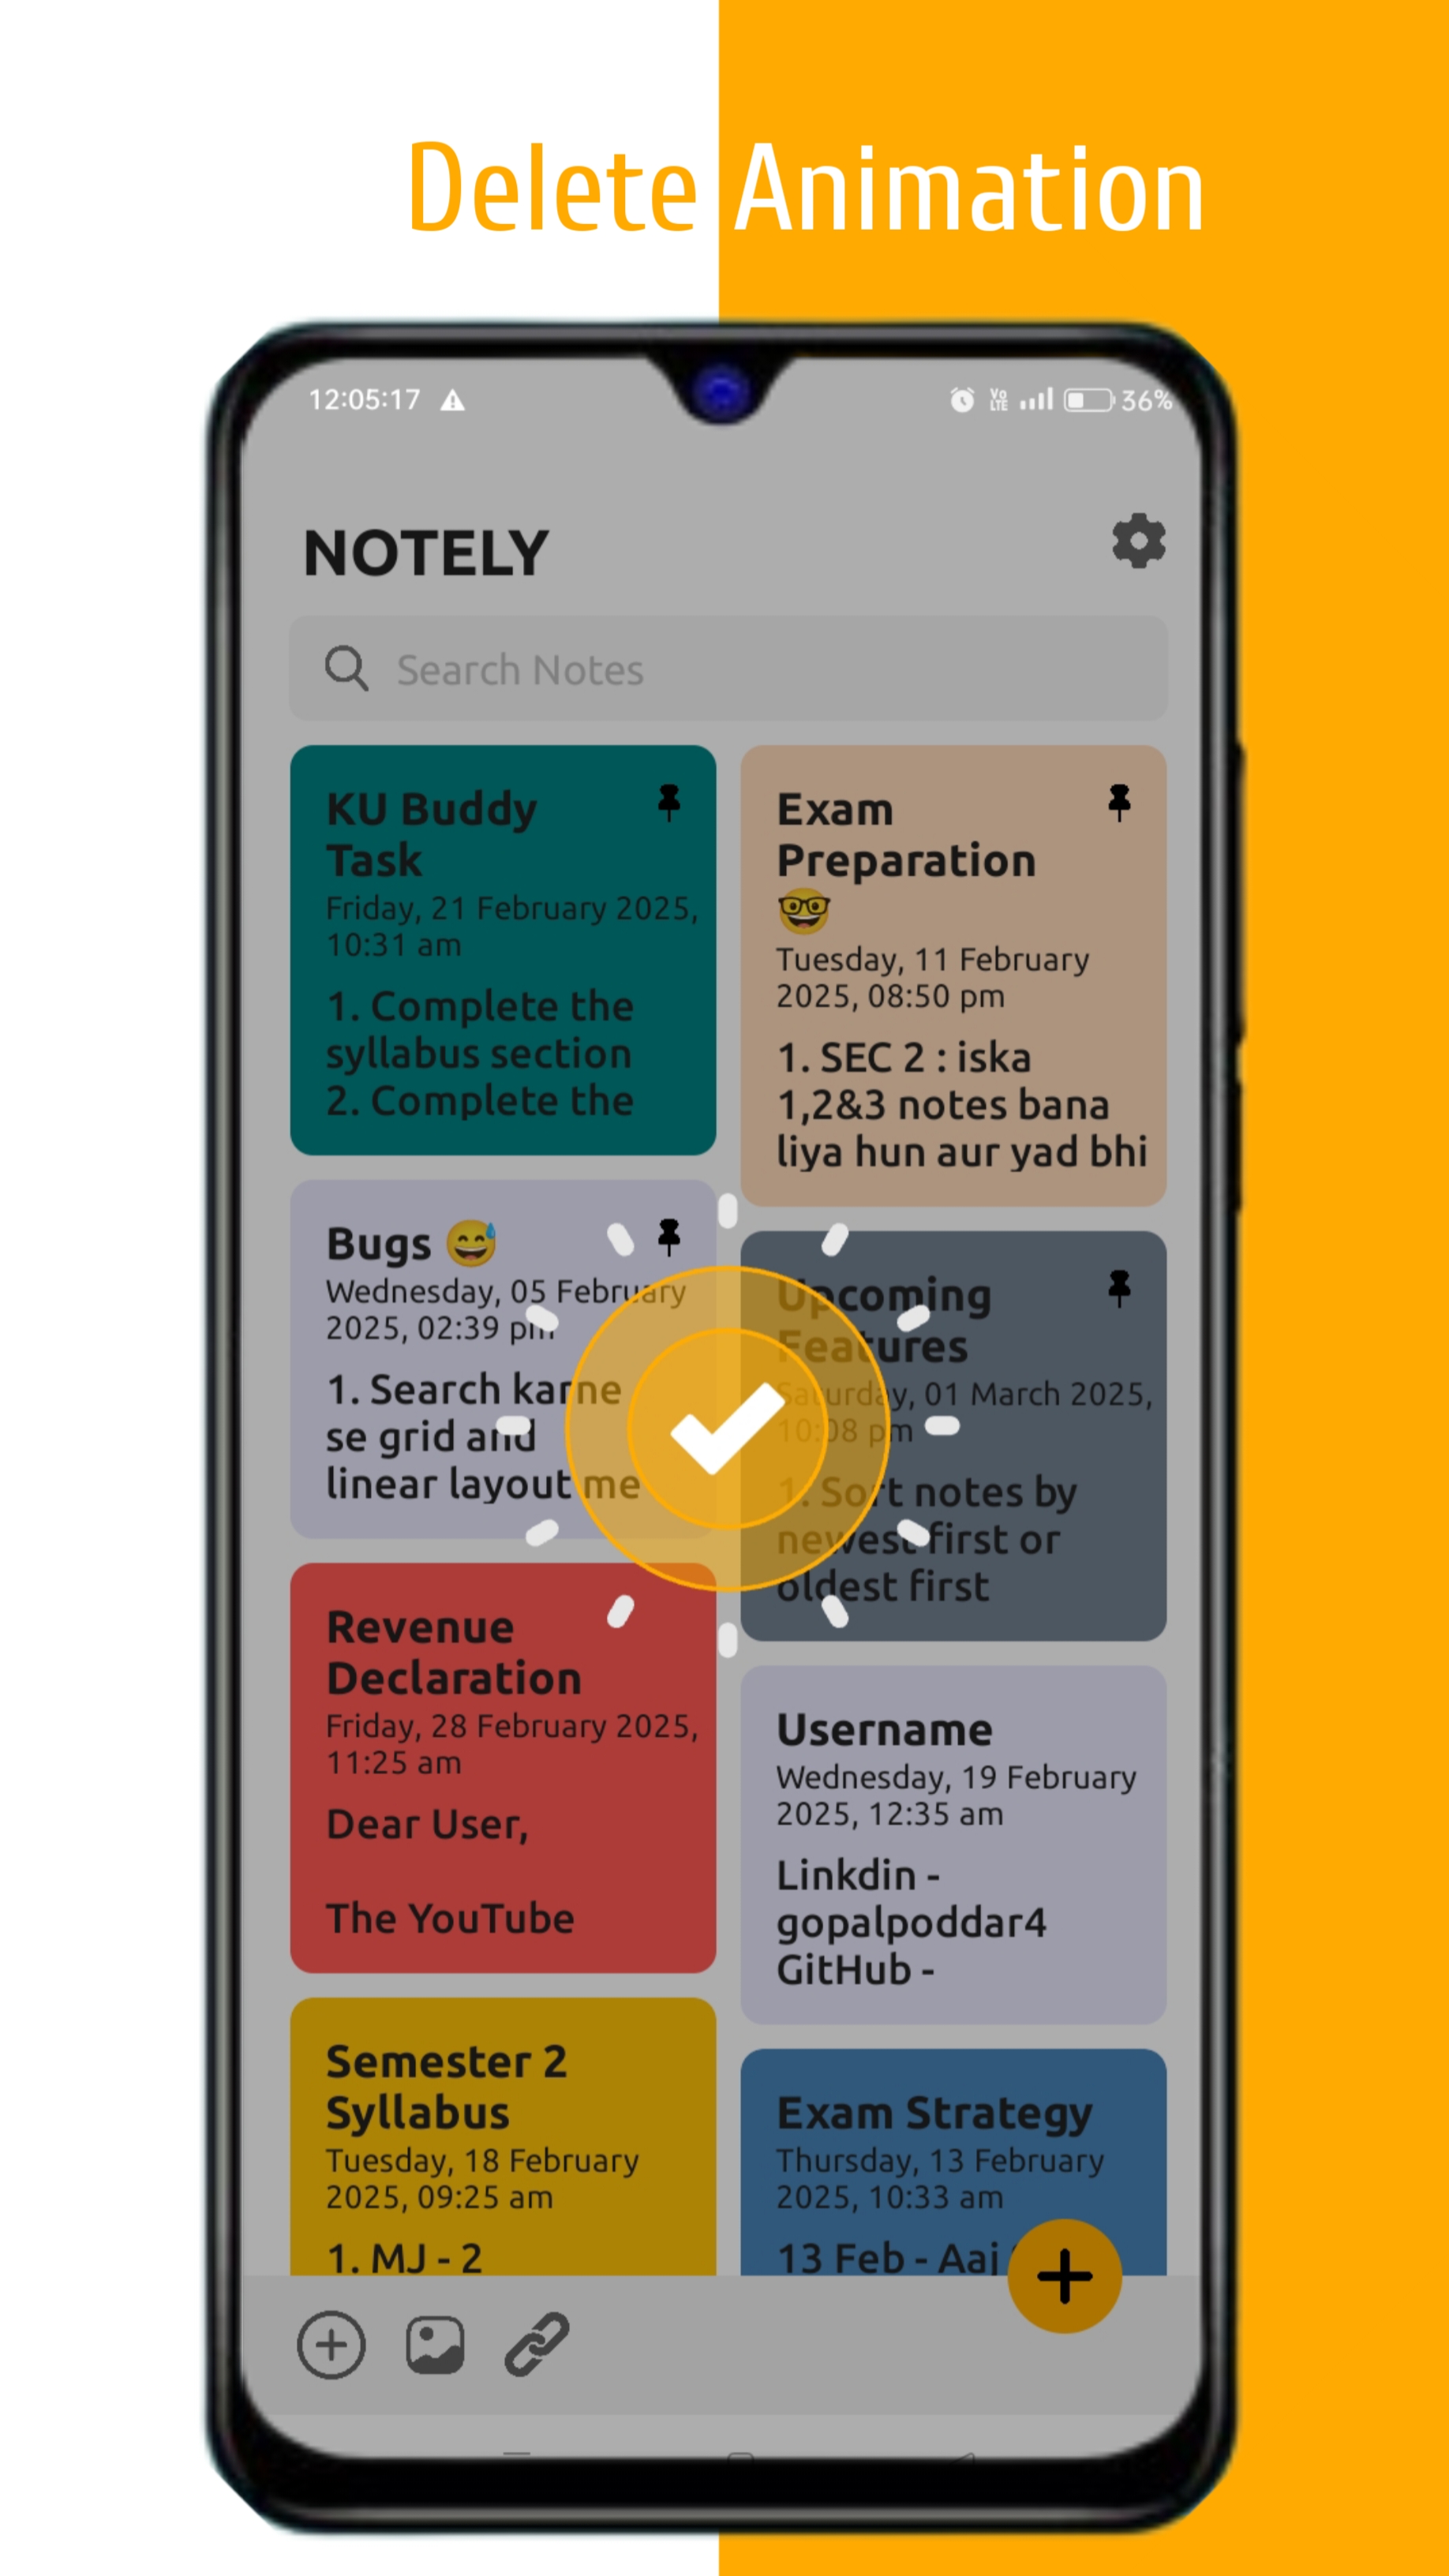 Delete Animation
12:05:17
Vo
LTE
36%
NOTELY
Search Notes
KU Buddy
Task
Friday, 21 February 2025,
10:31 am
1. Complete the
syllabus section
2. Complete the
Exam
Preparation
🤓
Tuesday, 11 February
2025, 08:50 pm
1. SEC 2 : iska
1,2&3 notes bana
liya hun aur yad bhi
Bugs 😅
Wednesday, 05 February
2025, 02:39 pm
1. Search karne
se grid and
linear layout me
Upcoming
Features
Saturday, 01 March 2025,
10:08 pm
1. Sort notes by
newest first or
oldest first
Revenue
Declaration
Friday, 28 February 2025,
11:25 am
Dear User,
The YouTube
Username
Wednesday, 19 February
2025, 12:35 am
Linkdin -
gopalpoddar4
GitHub -
Semester 2
Syllabus
Tuesday, 18 February
2025, 09:25 am
1. MJ - 2
Exam Strategy
Thursday, 13 February
2025, 10:33 am
13 Feb - Aaj